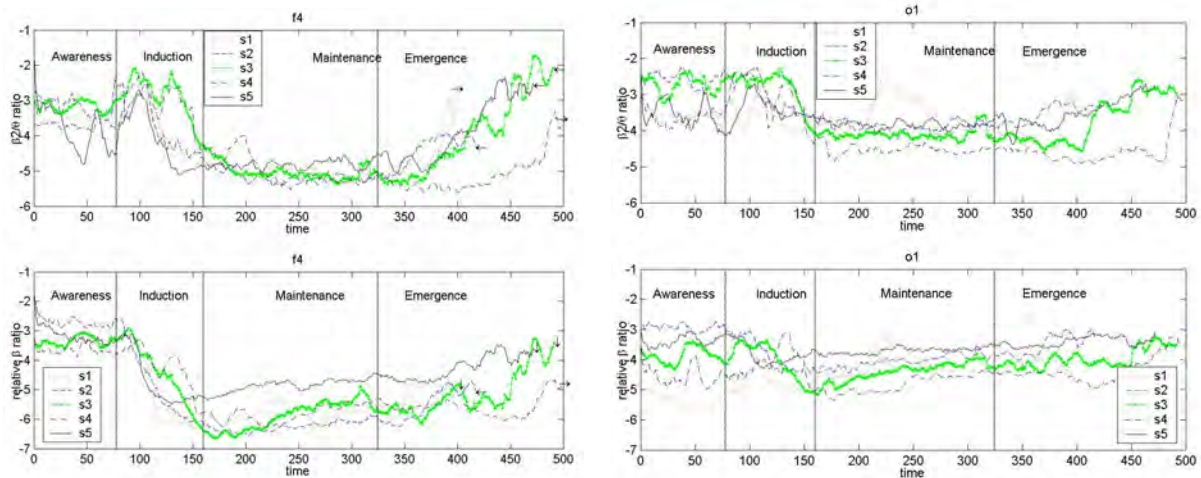 f4
-1
-2
-3
-4
-5
-6
β2/θ ratio
Awareness
Induction
Maintenance
Emergence
s1
s2
s3
s4
s5
0 50 100 150 200 250 300 350 400 450 500
time
o1
-1
-2
-3
-4
-5
-6
β2/θ ratio
Awareness
Induction
Maintenance
Emergence
s1
s2
s3
s4
s5
0 50 100 150 200 250 300 350 400 450 500
time
f4
-1
-2
-3
-4
-5
-6
-7
relative β ratio
Awareness
Induction
Maintenance
Emergence
s1
s2
s3
s4
s5
0 50 100 150 200 250 300 350 400 450 500
time
o1
-1
-2
-3
-4
-5
-6
-7
relative β ratio
Awareness
Induction
Maintenance
Emergence
s1
s2
s3
s4
s5
0 50 100 150 200 250 300 350 400 450 500
time